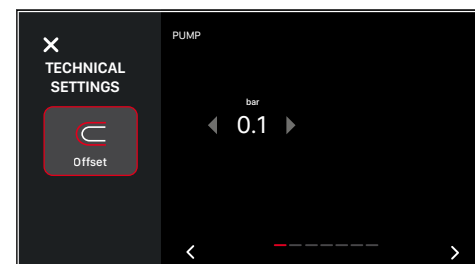 TECHNICAL
SETTINGS
Offset
PUMP
bar
0.1